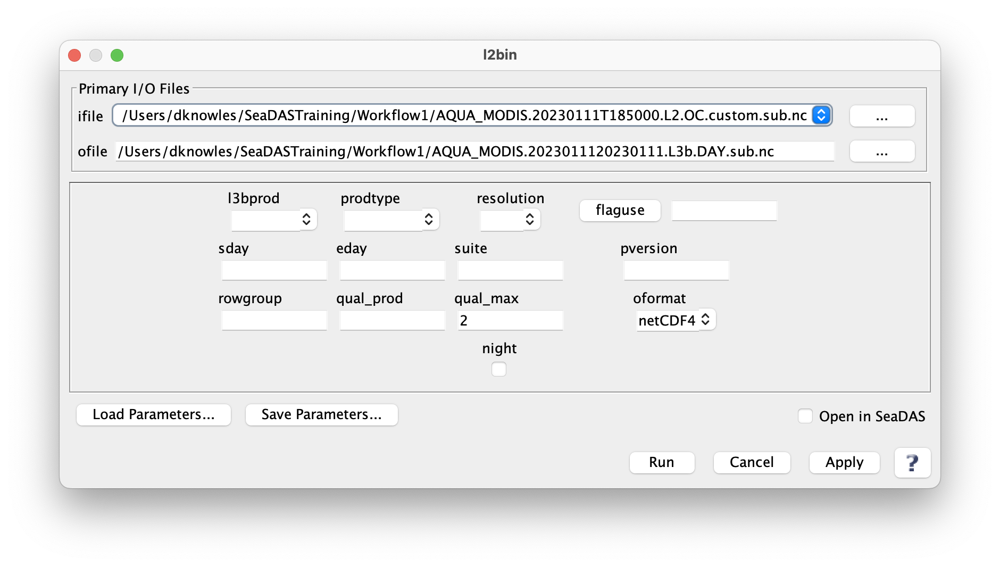 l2bin
Primary I/O Files
ifile /Users/dknowles/SeaDASTraining/Workflow1/AQUA_MODIS.20230111T185000.L2.OC.custom.sub.nc ...
ofile /Users/dknowles/SeaDASTraining/Workflow1/AQUA_MODIS.2023011120230111.L3b.DAY.sub.nc ...
l3bprod prodtype resolution flaguse
sday eday suite pversion
rowgroup qual_prod qual_max oformat
2 netCDF4
night
Load Parameters... Save Parameters... Open in SeaDAS
Run Cancel Apply ?